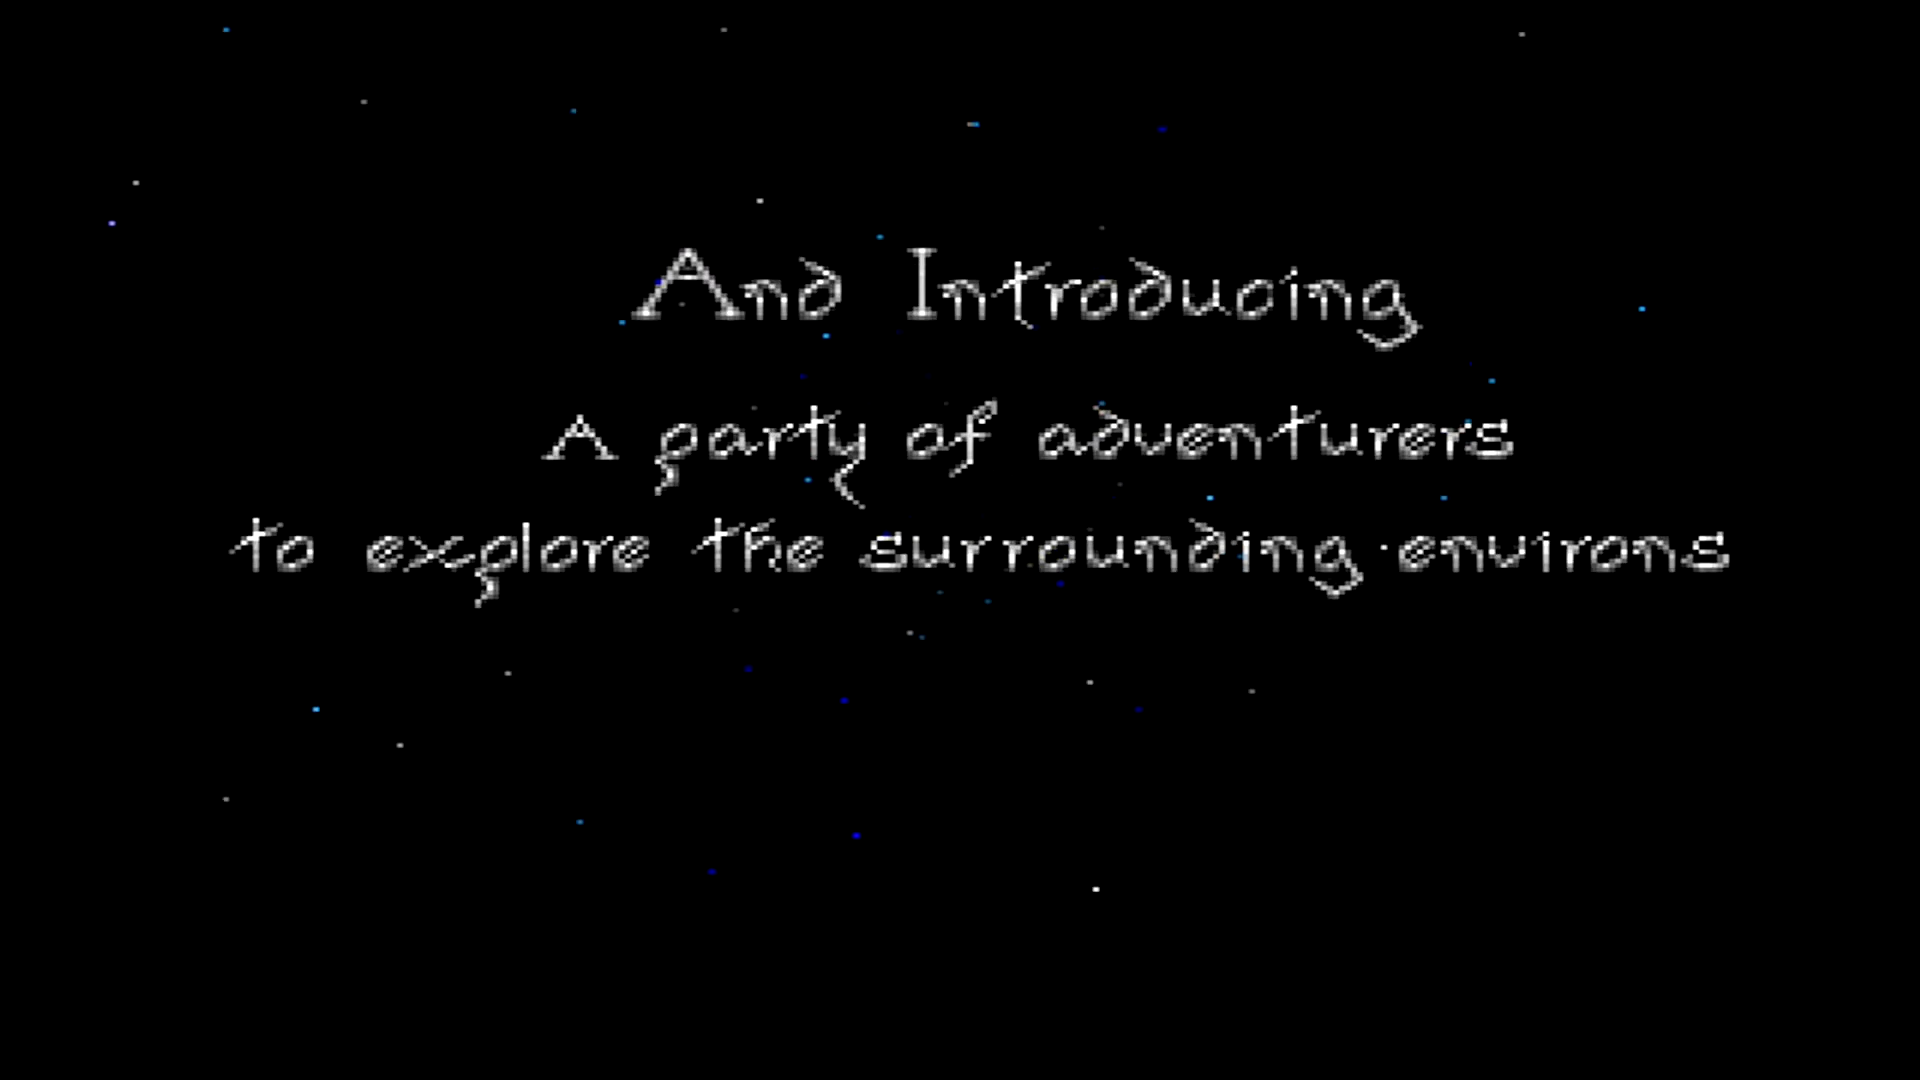 And Introducing
A party of adventurers
to explore the surrounding environs